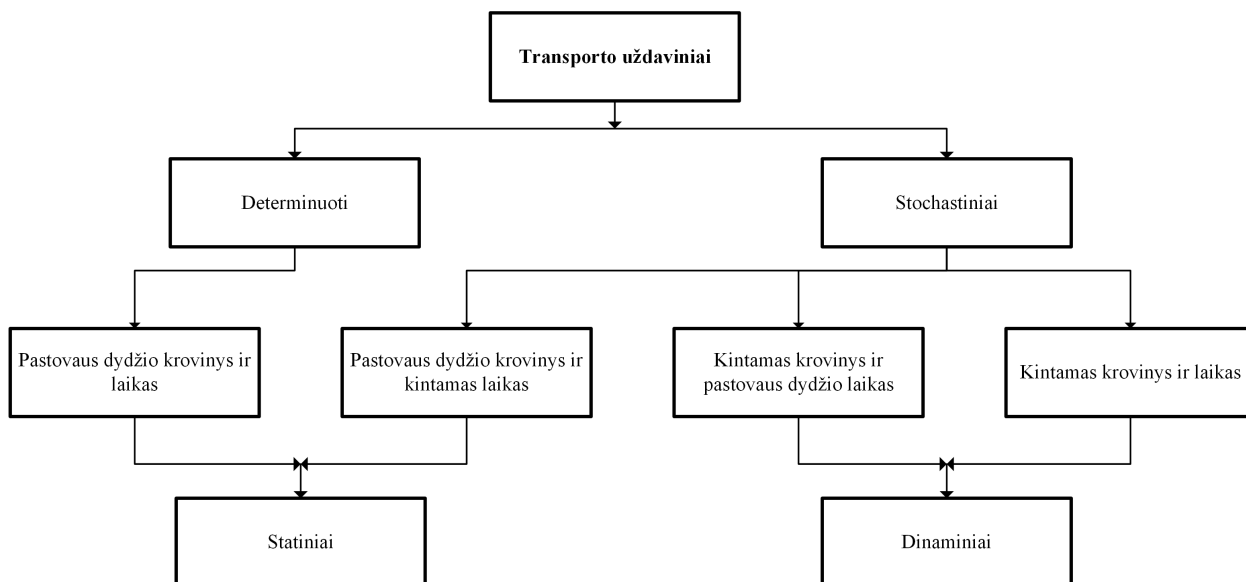 Transporto uždaviniai
Determinuoti
Stochastiniai
Pastovaus dydžio krovinys ir
laikas
Pastovaus dydžio krovinys ir
kintamas laikas
Kintamas krovinys ir
pastovaus dydžio laikas
Kintamas krovinys ir laikas
Statiniai
Dinaminiai